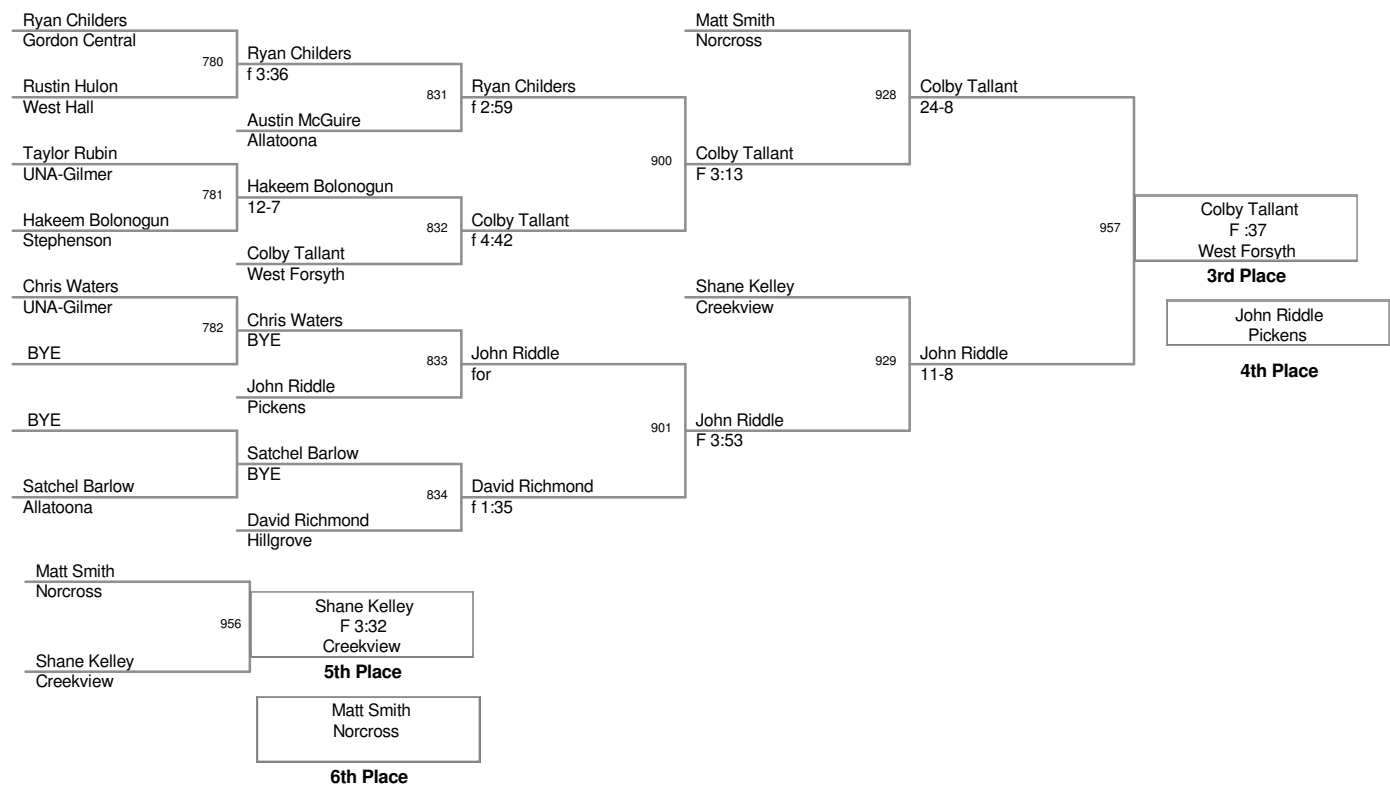 Ryan Childers
Gordon Central
780
Rustin Hulon
West Hall
Taylor Rubin
UNA-Gilmer
781
Hakeem Bolonogun
Stephenson
Chris Waters
UNA-Gilmer
782
BYE
BYE
Satchel Barlow
Allatoona
Ryan Childers
f 3:36
831
Austin McGuire
Allatoona
Hakeem Bolonogun
12-7
832
Colby Tallant
West Forsyth
Chris Waters
BYE
833
John Riddle
Pickens
Satchel Barlow
BYE
834
David Richmond
Hillgrove
Ryan Childers
f 2:59
900
Colby Tallant
f 4:42
John Riddle
for
901
David Richmond
f 1:35
Matt Smith
Norcross
928
Colby Tallant
F 3:13
Shane Kelley
Creekview
929
John Riddle
F 3:53
Colby Tallant
24-8
957
John Riddle
11-8
Colby Tallant
F :37
West Forsyth
3rd Place
John Riddle
Pickens
4th Place
Matt Smith
Norcross
956
Shane Kelley
Creekview
Shane Kelley
F 3:32
Creekview
5th Place
Matt Smith
Norcross
6th Place